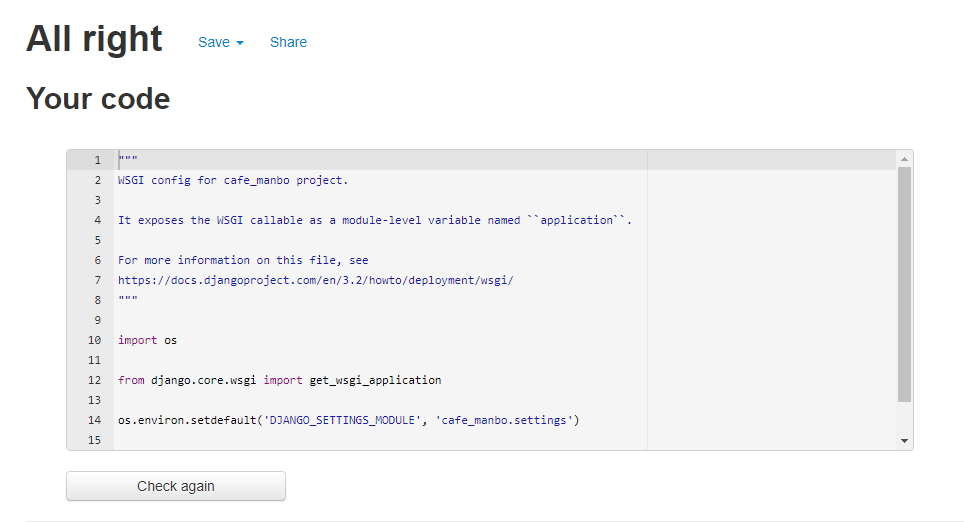 All right
Save
Share
Your code
1 """
2 WSGI config for cafe_manbo project.
3
4 It exposes the WSGI callable as a module-level variable named ``application``.
5
6 For more information on this file, see
7 https://docs.djangoproject.com/en/3.2/howto/deployment/wsgi/
8 """
9
10 import os
11
12 from django.core.wsgi import get_wsgi_application
13
14 os.environ.setdefault('DJANGO_SETTINGS_MODULE', 'cafe_manbo.settings')
15
Check again